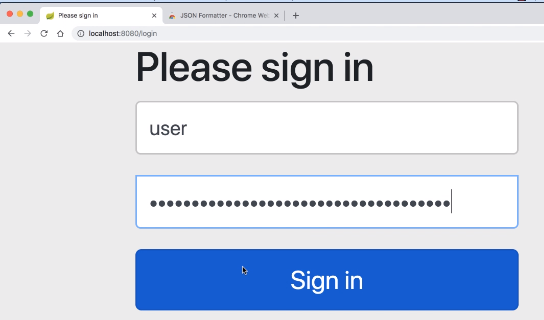 Please sign in
JSON Formatter - Chrome We
localhost:8080/login
Please sign in
user
••••••••••••••••••••••••••••••••••••
Sign in